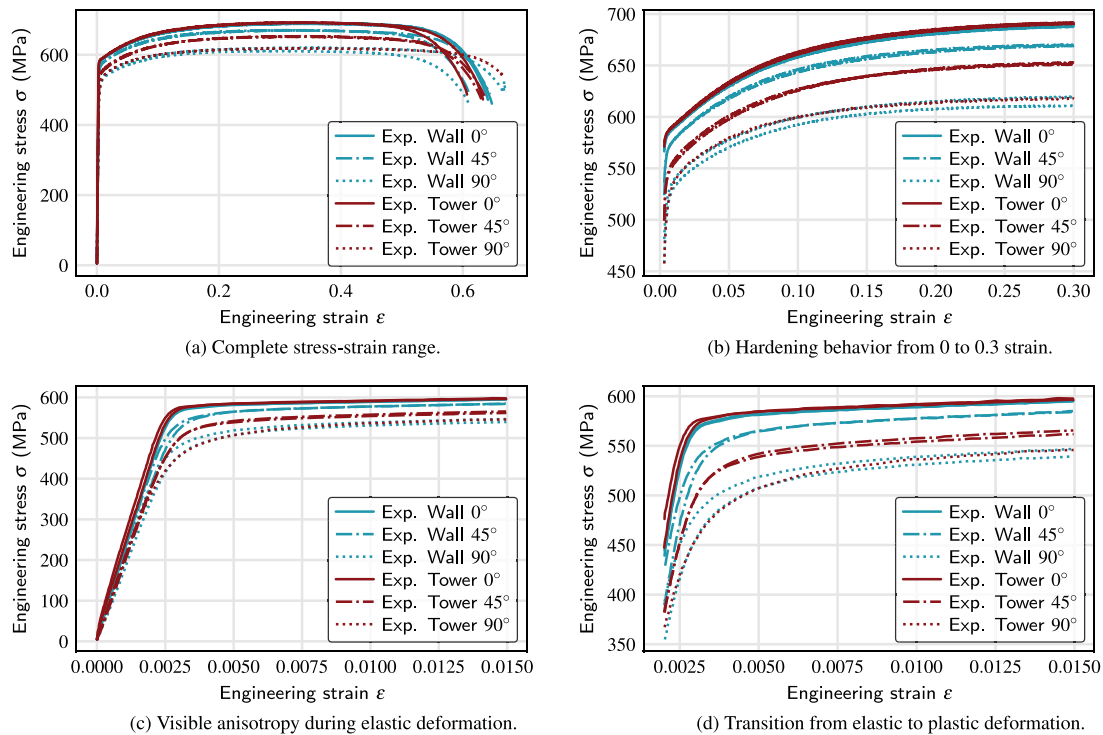 600
400
200
0
Engineering stress σ (MPa)
Exp. Wall 0°
Exp. Wall 45°
Exp. Wall 90°
Exp. Tower 0°
Exp. Tower 45°
Exp. Tower 90°
0.0 0.2 0.4 0.6
Engineering strain ε
(a) Complete stress-strain range.
700
650
600
550
500
450
Engineering stress σ (MPa)
Exp. Wall 0°
Exp. Wall 45°
Exp. Wall 90°
Exp. Tower 0°
Exp. Tower 45°
Exp. Tower 90°
0.00 0.05 0.10 0.15 0.20 0.25 0.30
Engineering strain ε
(b) Hardening behavior from 0 to 0.3 strain.
600
500
400
300
200
100
0
Engineering stress σ (MPa)
Exp. Wall 0°
Exp. Wall 45°
Exp. Wall 90°
Exp. Tower 0°
Exp. Tower 45°
Exp. Tower 90°
0.0000 0.0025 0.0050 0.0075 0.0100 0.0125 0.0150
Engineering strain ε
(c) Visible anisotropy during elastic deformation.
600
550
500
450
400
350
Engineering stress σ (MPa)
Exp. Wall 0°
Exp. Wall 45°
Exp. Wall 90°
Exp. Tower 0°
Exp. Tower 45°
Exp. Tower 90°
0.0025 0.0050 0.0075 0.0100 0.0125 0.0150
Engineering strain ε
(d) Transition from elastic to plastic deformation.